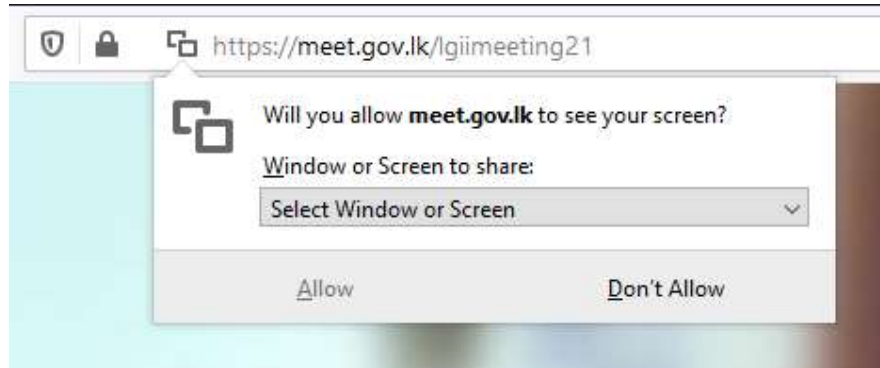 https://meet.gov.lk/lgiimeeting21
Will you allow meet.gov.lk to see your screen?
Window or Screen to share:
Select Window or Screen
Allow Don't Allow